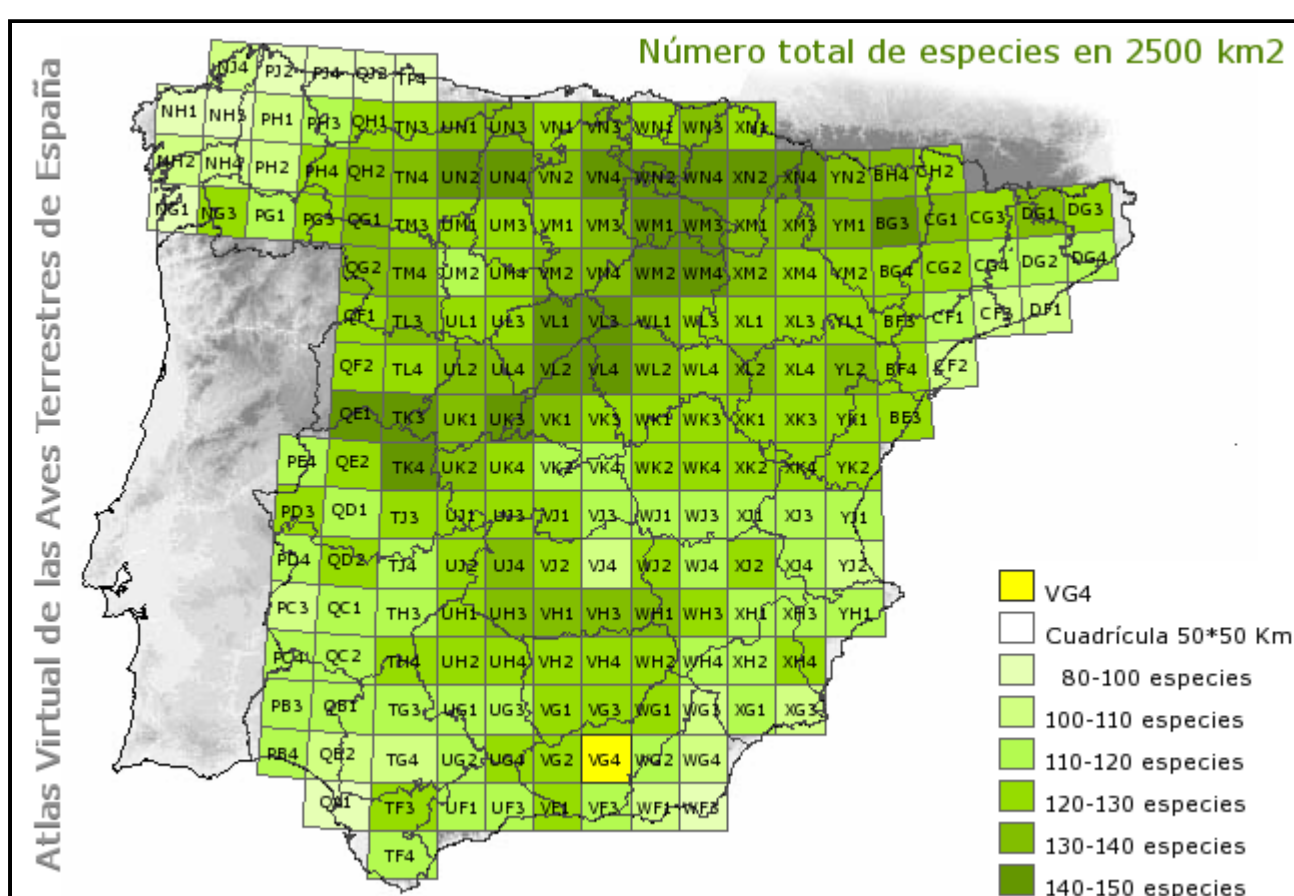 Número total de especies en 2500 km2
Atlas Virtual de las Aves Terrestres de España
NJ4 PJ2 PJ4 QJ2 TP4
NH1 NH3 PH1 PH3 QH1 TN3 UN1 UN3 VN1 VN3 WN1 WN3 XN1
NH2 NH4 PH2 PH4 QH2 TN4 UN2 UN4 VN2 VN4 WN2 WN4 XN2 XN4 YN2 BH4 CH2
NG1 NG3 PG1 PG3 QG1 TM3 UM1 UM3 VM1 VM3 WM1 WM3 XM1 XM3 YM1 BG3 CG1 CG3 DG1 DG3
QG2 TM4 UM2 UM4 VM2 VM4 WM2 WM4 XM2 XM4 YM2 BG4 CG2 CG4 DG2 DG4
QF1 TL3 UL1 UL3 VL1 VL3 WL1 WL3 XL1 XL3 YL1 BF3 CF1 CF3 DF1
QF2 TL4 UL2 UL4 VL2 VL4 WL2 WL4 XL2 XL4 YL2 BF4 CF2
QE1 TK3 UK1 UK3 VK1 VK3 WK1 WK3 XK1 XK3 YK1 BE3
PE4 QE2 TK4 UK2 UK4 VK2 VK4 WK2 WK4 XK2 XK4 YK2
PD3 QD1 TJ3 UJ1 UJ3 VJ1 VJ3 WJ1 WJ3 XJ1 XJ3 YJ1
PD4 QD2 TJ4 UJ2 UJ4 VJ2 VJ4 WJ2 WJ4 XJ2 XJ4 YJ2
PC3 QC1 TH3 UH1 UH3 VH1 VH3 WH1 WH3 XH1 XH3 YH1
PC4 QC2 TH4 UH2 UH4 VH2 VH4 WH2 WH4 XH2 XH4
PB3 QB1 TG3 UG1 UG3 VG1 VG3 WG1 WG3 XG1 XG3
PB4 QB2 TG4 UG2 UG4 VG2 VG4 WG2 WG4
QA1 TF3 UF1 UF3 VF1 VF3 WF1 WF3
TF4
VG4
Cuadrícula 50*50 Km
80-100 especies
100-110 especies
110-120 especies
120-130 especies
130-140 especies
140-150 especies